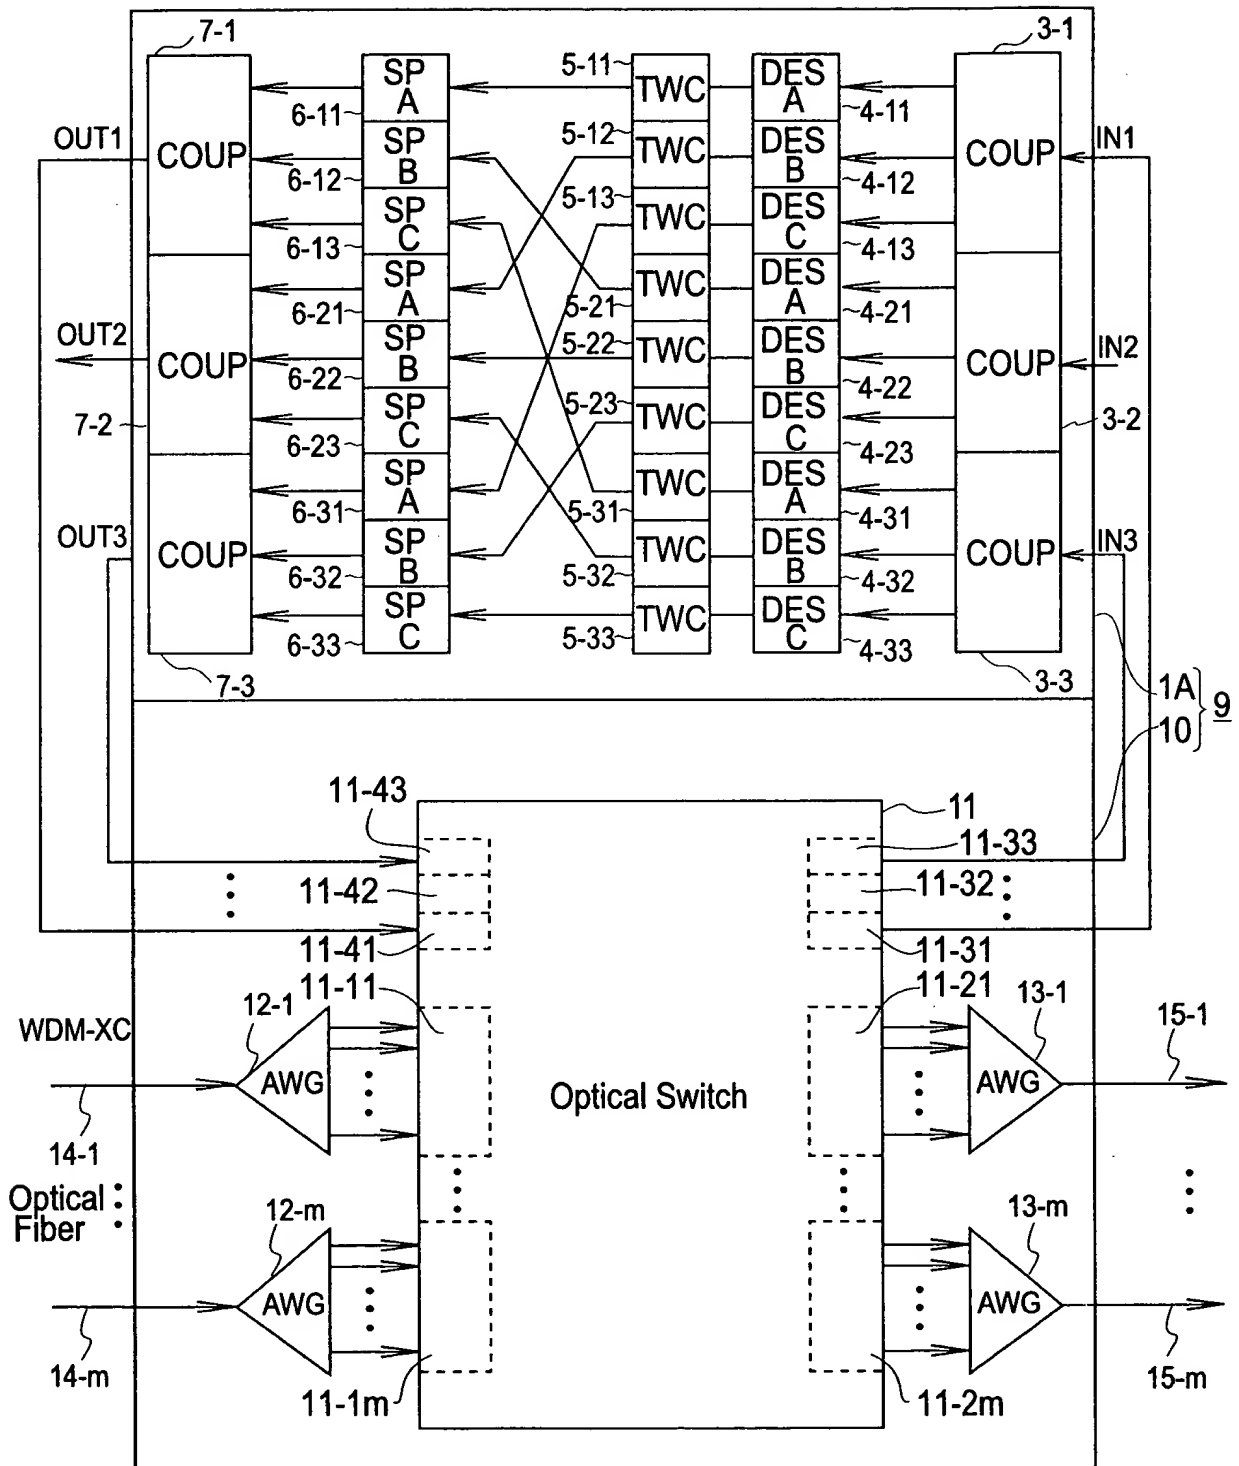 7-1
3-1
SP
A
6-11
5-11
TWC
DES
A
4-11
OUT1
COUP
SP
B
6-12
5-12
TWC
DES
B
4-12
COUP
IN1
SP
C
6-13
5-13
TWC
DES
C
4-13
SP
A
6-21
TWC
5-21
DES
A
4-21
OUT2
COUP
7-2
SP
B
6-22
5-22
TWC
DES
B
4-22
COUP
IN2
3-2
SP
C
6-23
5-23
TWC
DES
C
4-23
SP
A
6-31
TWC
5-31
DES
A
4-31
OUT3
COUP
SP
B
6-32
TWC
5-32
DES
B
4-32
COUP
IN3
SP
C
6-33
TWC
5-33
DES
C
4-33
7-3
3-3
1A
10
9
11-43
11
11-33
11-42
11-32
11-41
11-31
11-11
11-21
WDM-XC
12-1
AWG
14-1
Optical Switch
13-1
AWG
15-1
Optical
Fiber
12-m
AWG
14-m
13-m
AWG
15-m
11-1m
11-2m